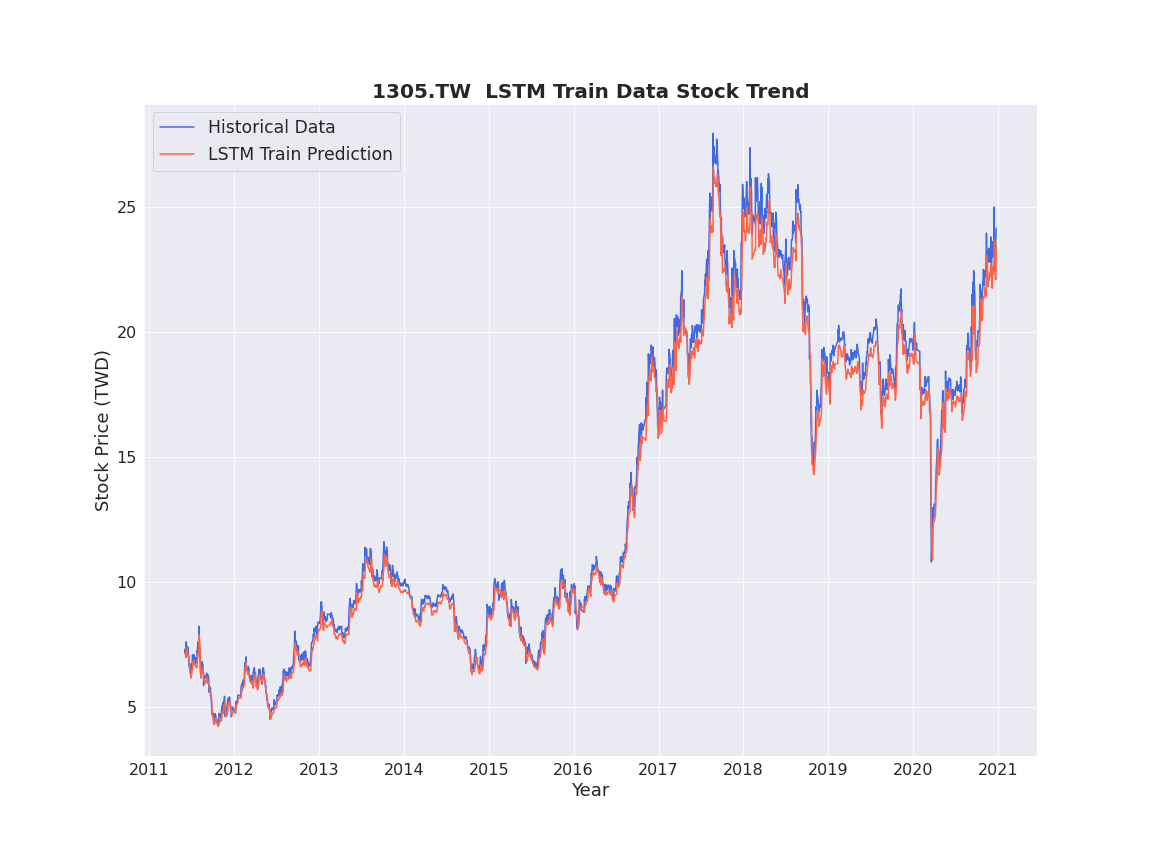 1305.TW  LSTM Train Data Stock Trend
Historical Data
LSTM Train Prediction
25
20
15
10
5
Stock Price (TWD)
2011 2012 2013 2014 2015 2016 2017 2018 2019 2020 2021
Year